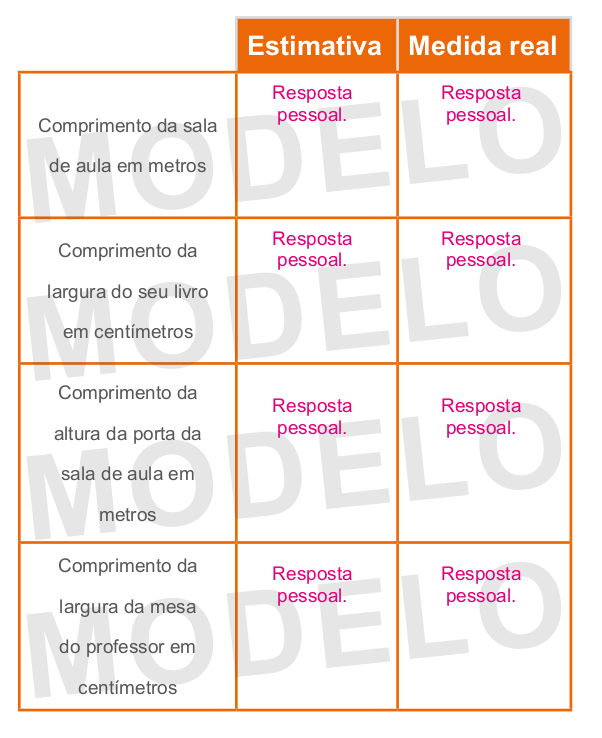 Estimativa Medida real
Comprimento da sala
de aula em metros
Resposta
pessoal.
Resposta
pessoal.
MODELO
Comprimento da
largura do seu livro
em centímetros
Resposta
pessoal.
Resposta
pessoal.
MODELO
Comprimento da
altura da porta da
sala de aula em
metros
Resposta
pessoal.
Resposta
pessoal.
MODELO
Comprimento da
largura da mesa
do professor em
centímetros
Resposta
pessoal.
Resposta
pessoal.
MODELO